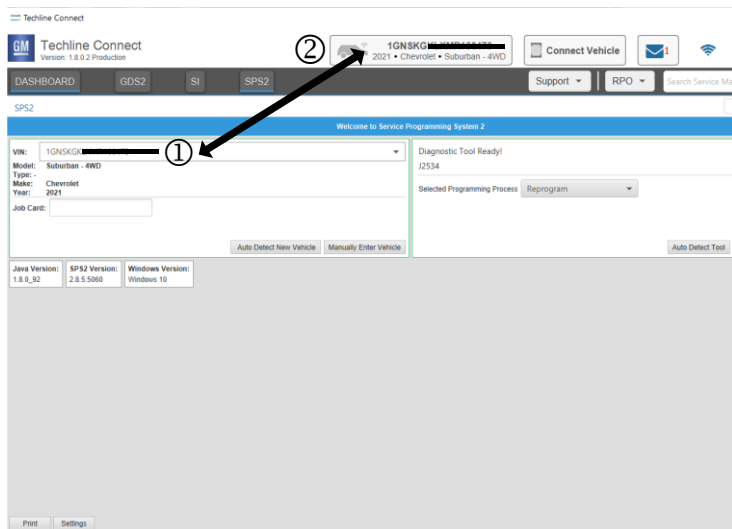 Techline Connect
GM
Techline Connect
Version: 1.8.0.2 Production
②
1GNSKGK
2021 • Chevrolet • Suburban - 4WD
Connect Vehicle
1
DASHBOARD GDS2 SI SPS2
Support RPO Search Service Ma
SPS2
Welcome to Service Programming System 2
VIN: 1GNSKGK
①
Model: Suburban - 4WD
Type: -
Make: Chevrolet
Year: 2021
Job Card:
Auto Detect New Vehicle Manually Enter Vehicle
Diagnostic Tool Ready!
J2534
Selected Programming Process Reprogram
Auto Detect Tool
Java Version: SPS2 Version: Windows Version:
1.8.0_92 2.8.5.5060 Windows 10
Print Settings